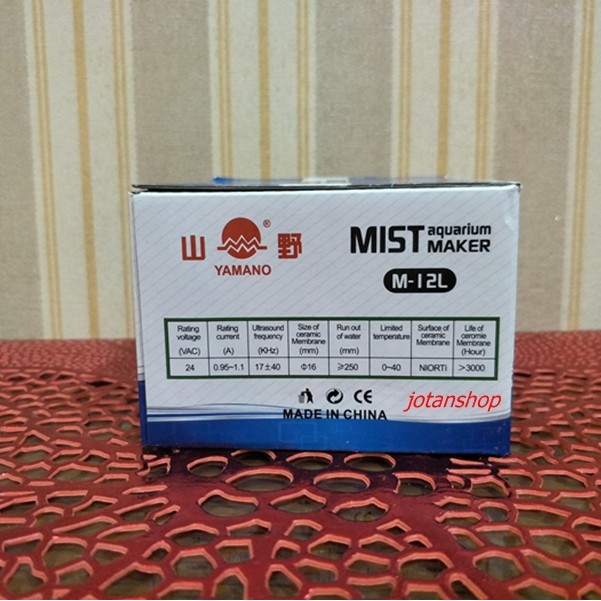 山 野 ®
YAMANO
MIST aquarium MAKER
M-12L
Rating voltage (VAC) Rating current (A) Ultrasound frequency (KHz) Size of ceramic Membrane (mm) Run out of water (mm) Limited temperature Surface of ceramic Membrane Life of ceromie Membrane (Hour)
24 0.95~1.1 17±40 Φ16 ≥250 0~40 NIORTi >3000
CE
MADE IN CHINA
jotanshop